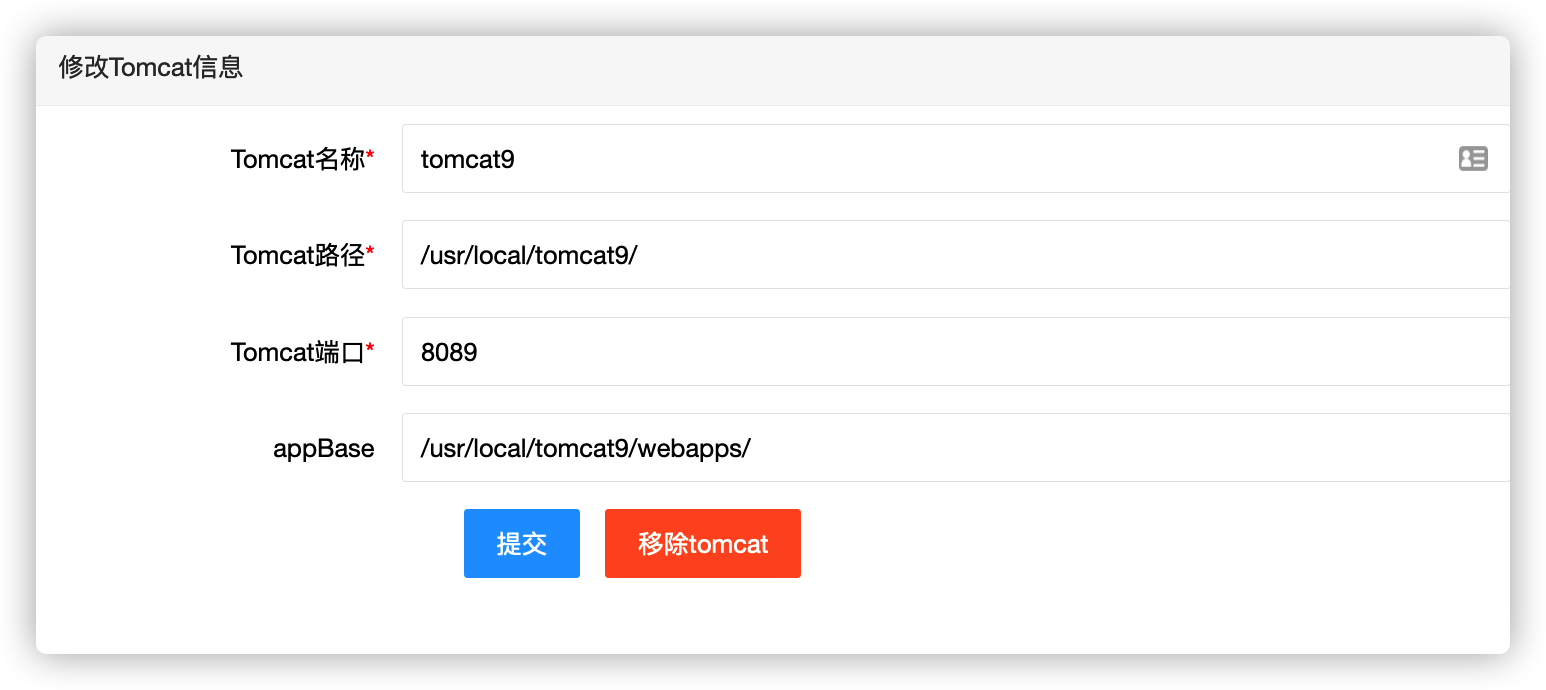 修改Tomcat信息
Tomcat名称* tomcat9
Tomcat路径* /usr/local/tomcat9/
Tomcat端口* 8089
appBase /usr/local/tomcat9/webapps/
提交 移除tomcat